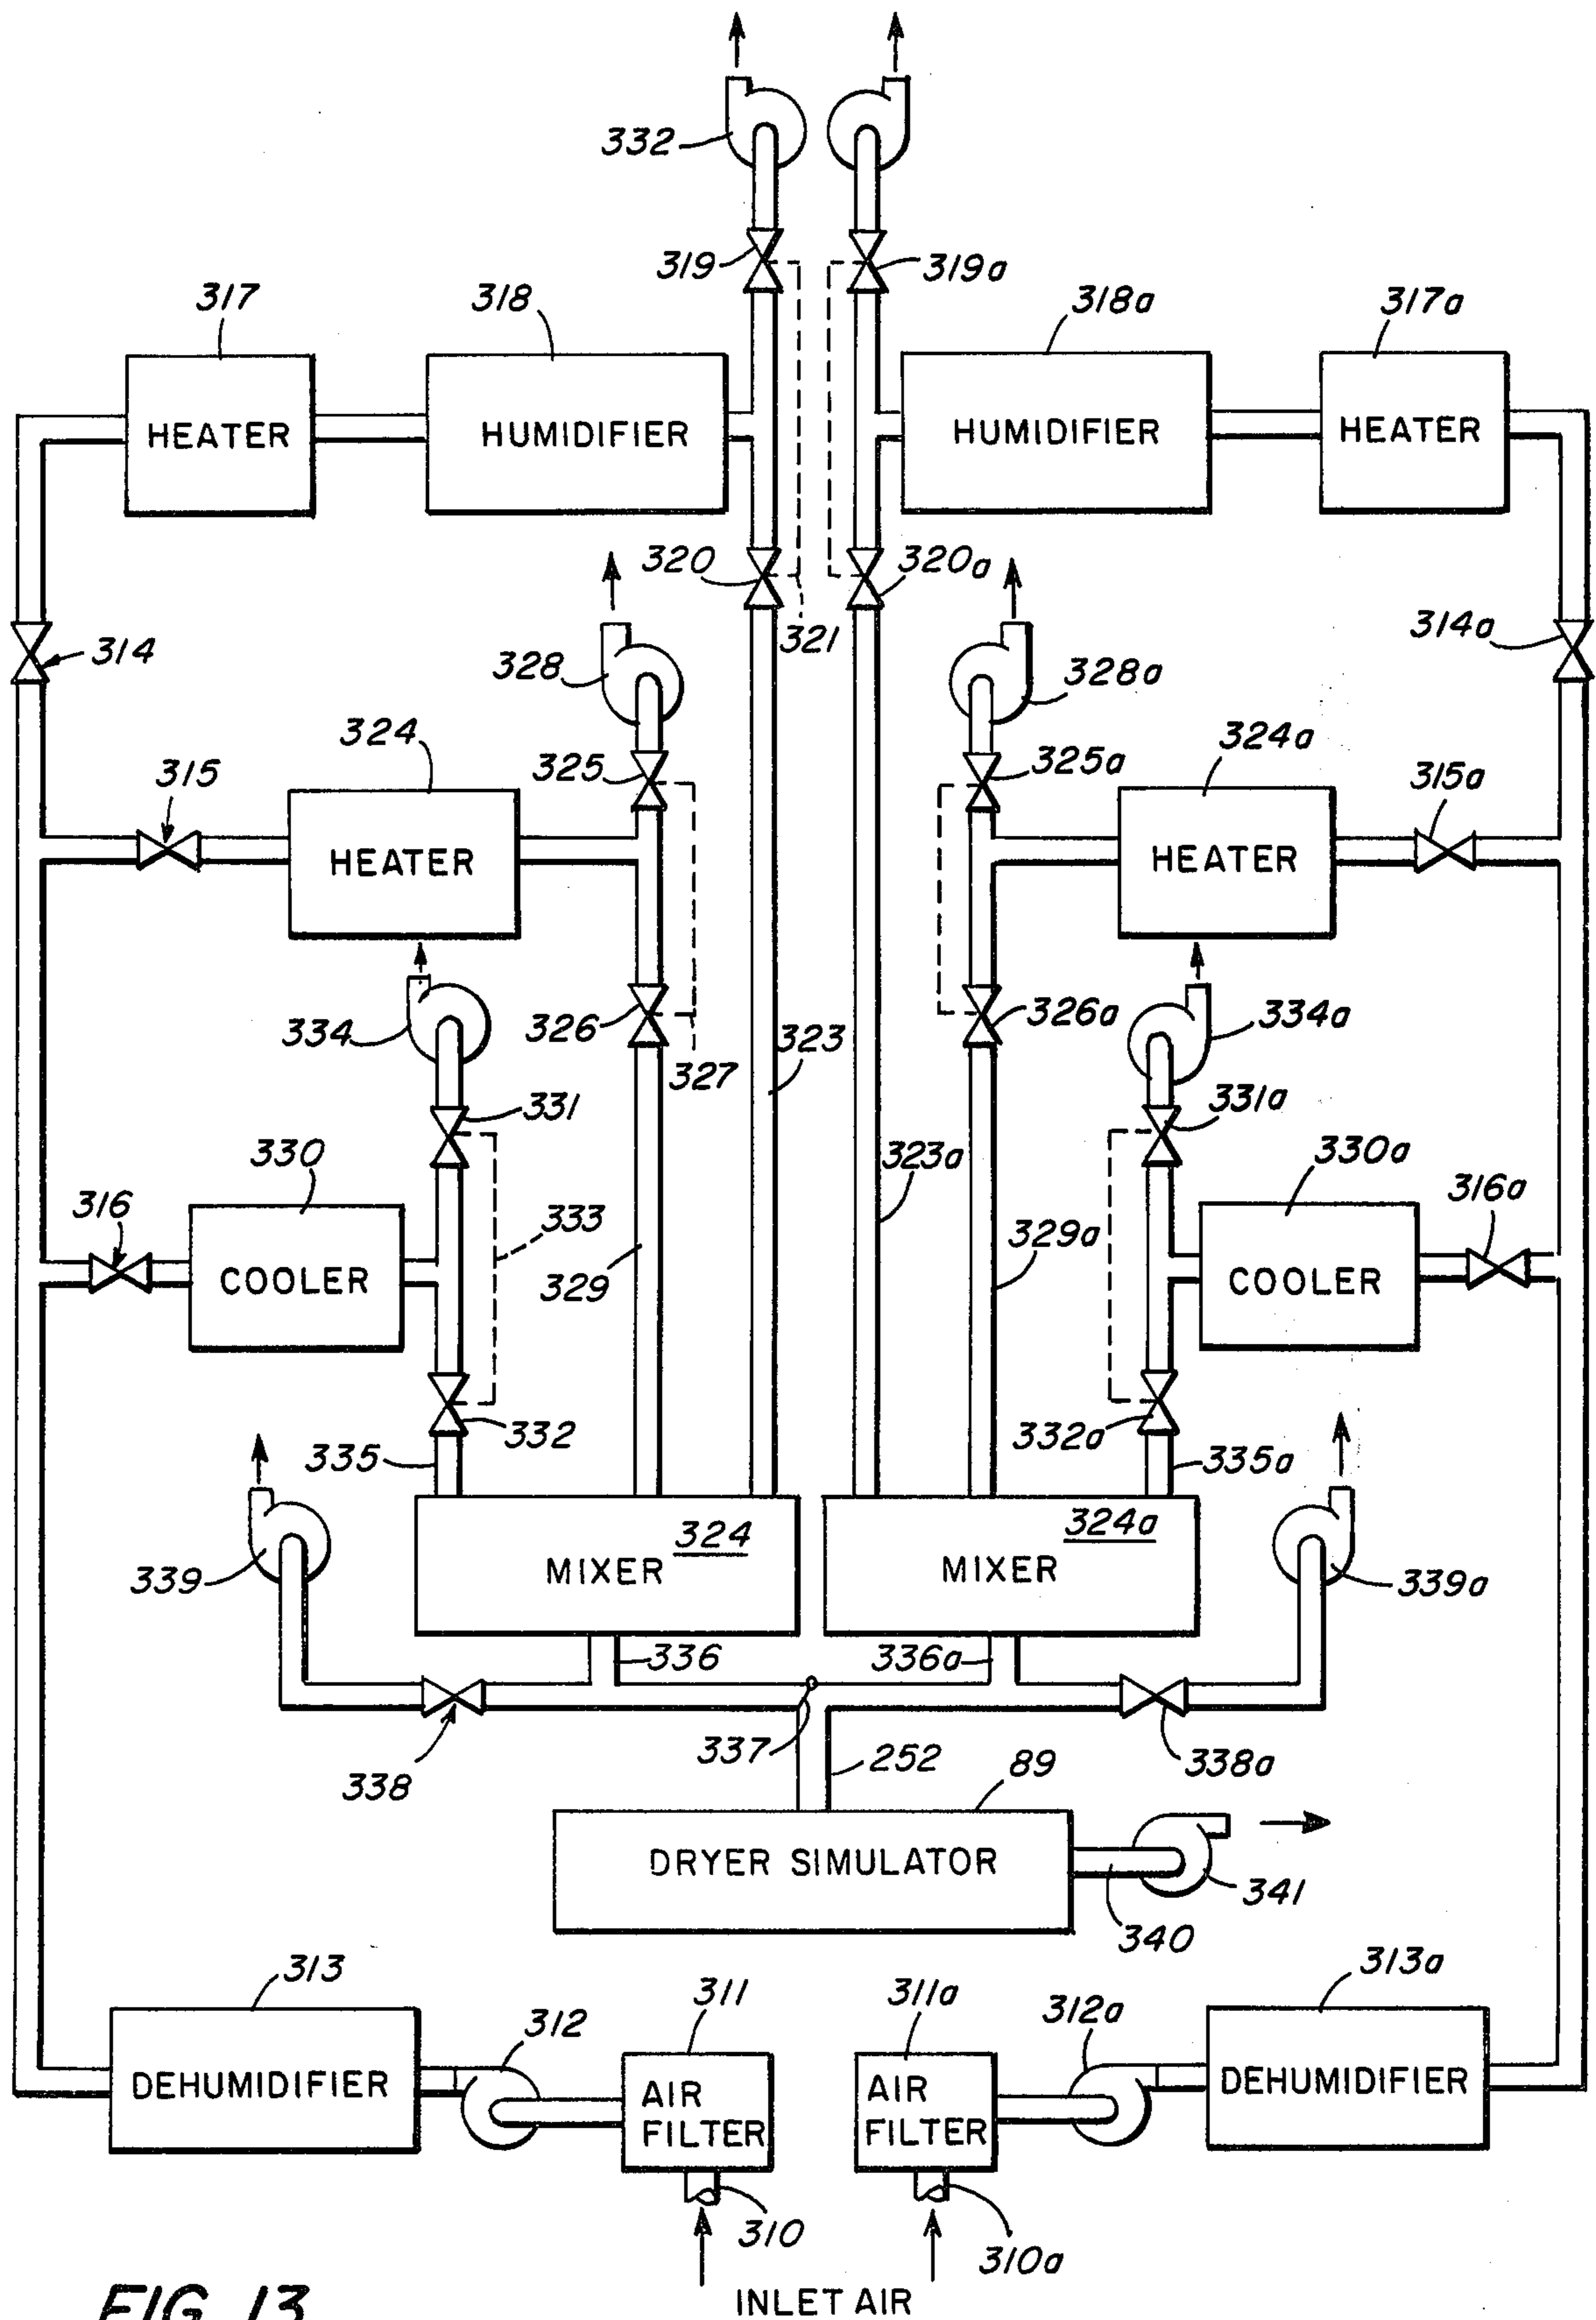 332
319 319a
317 318 318a 317a
HEATER HUMIDIFIER HUMIDIFIER HEATER
320 320a
321
314 314a
328 328a
324 325 325a 324a
315 315a
HEATER HEATER
334 326 326a 334a
323
327
331 331a
330 323a 330a
316 333 329a 316a
329
COOLER COOLER
332 332a
335 335a
324 324a
MIXER MIXER
339 339a
336 336a
337 252 89 338a
338
DRYER SIMULATOR
341
340
313 311 311a 313a
312 312a
DEHUMIDIFIER AIR FILTER AIR FILTER DEHUMIDIFIER
310 310a
INLET AIR
FIG. 13